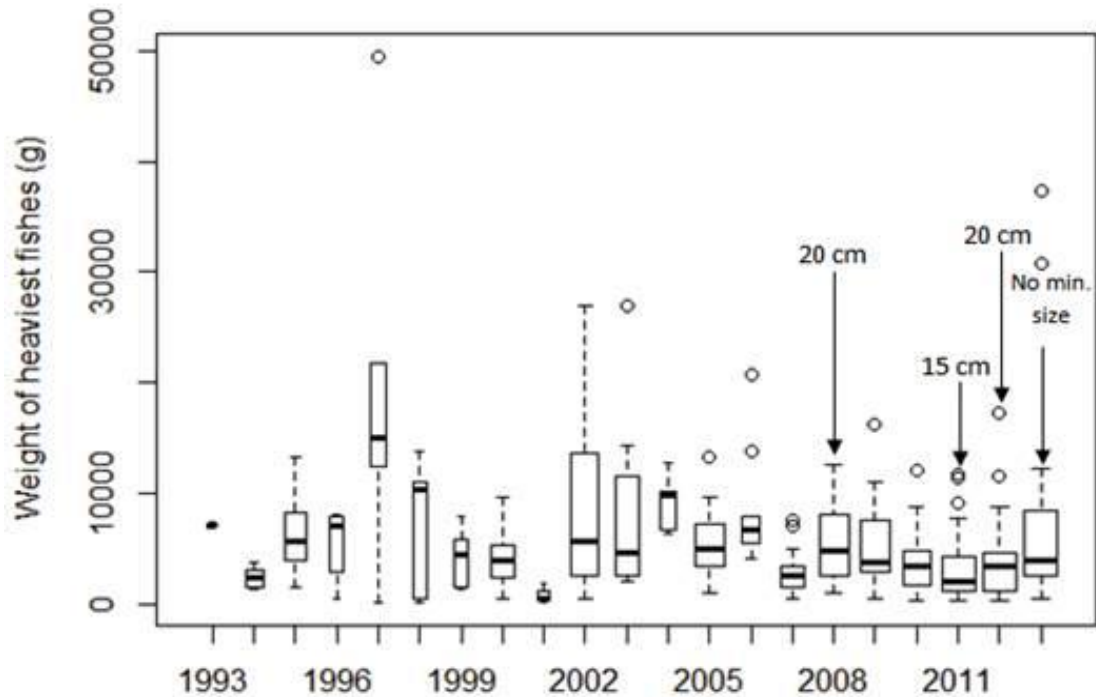 Weight of heaviest fishes (g)
50000
30000
10000
0
20 cm
15 cm
20 cm
No min.
size
1993 1996 1999 2002 2005 2008 2011